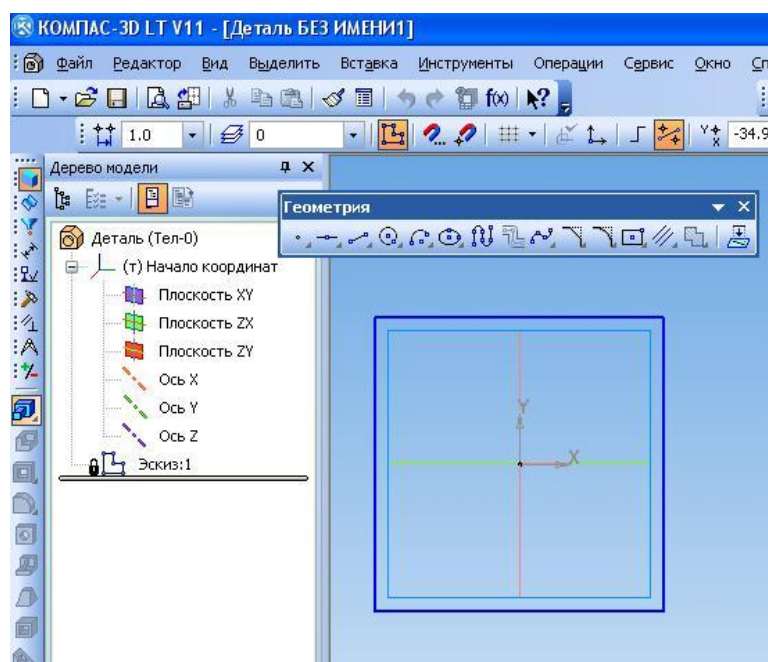 КОМПАС-3D LT V11 - [Деталь БЕЗ ИМЕНИ1]
Файл Редактор Вид Выделить Вставка Инструменты Операции Сервис Окно Сп
f(x) ?
1.0 0 Y X -34.9
Дерево модели
Геометрия
Деталь (Тел-0)
(т) Начало координат
Плоскость XY
Плоскость ZX
Плоскость ZY
Ось X
Ось Y
Ось Z
Эскиз:1
Y
X